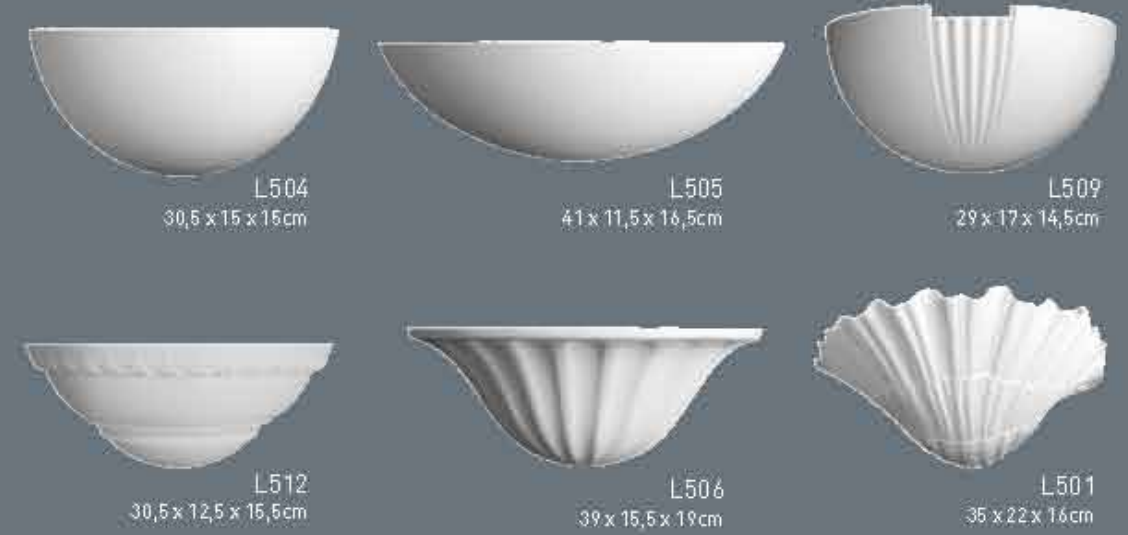 L504
30,5 x 15 x 15cm
L505
41 x 11,5 x 16,5cm
L509
29 x 17 x 14,5cm
L512
30,5 x 12,5 x 15,5cm
L506
39 x 15,5 x 19cm
L501
35 x 22 x 16cm